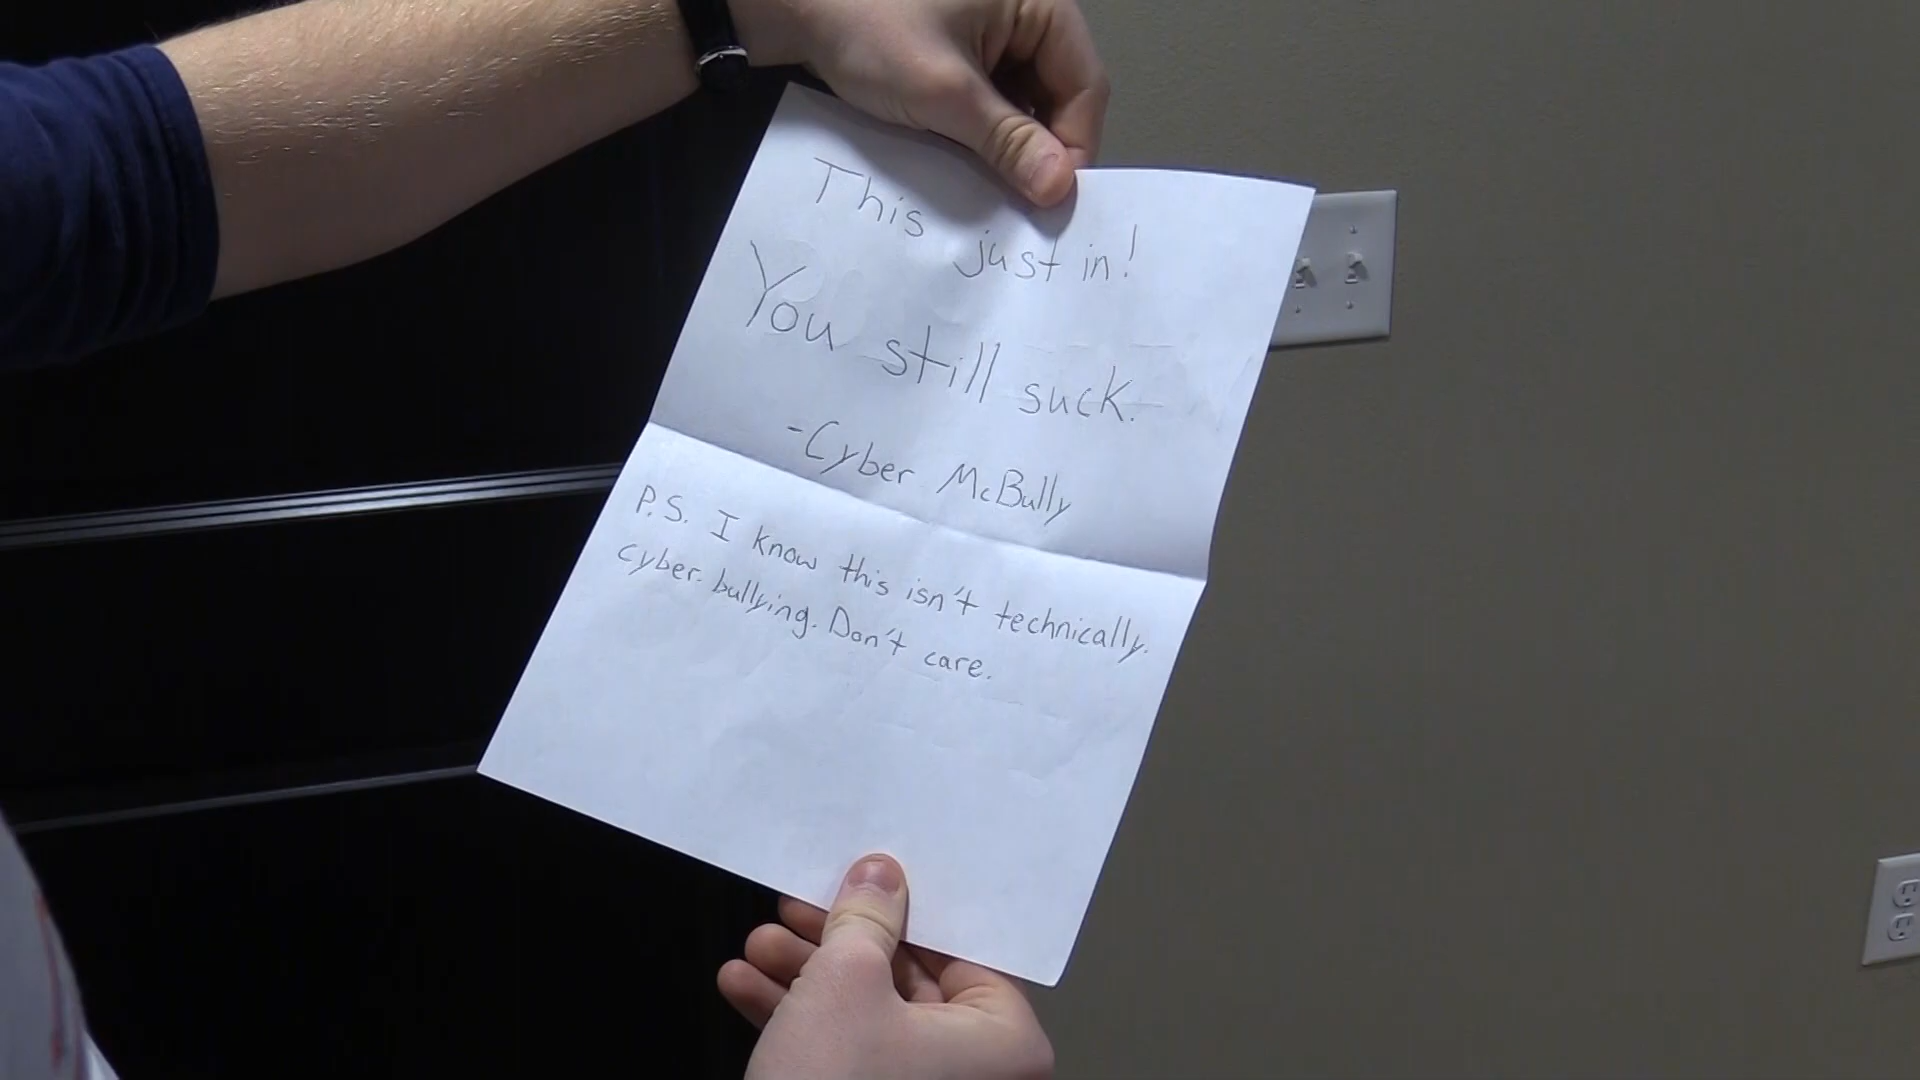 This just in!
You still suck.
-Cyber McBully
P.S. I know this isn't technically
cyber-bullying. Don't care.